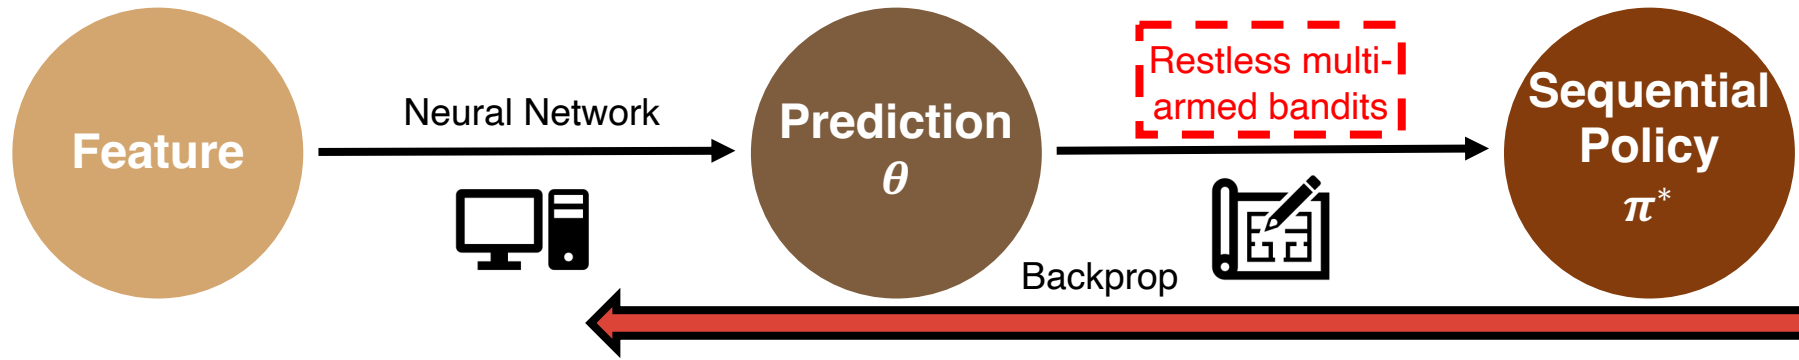 Feature
Neural Network
Prediction
θ
Restless multi-
armed bandits
Sequential
Policy
π*
Backprop